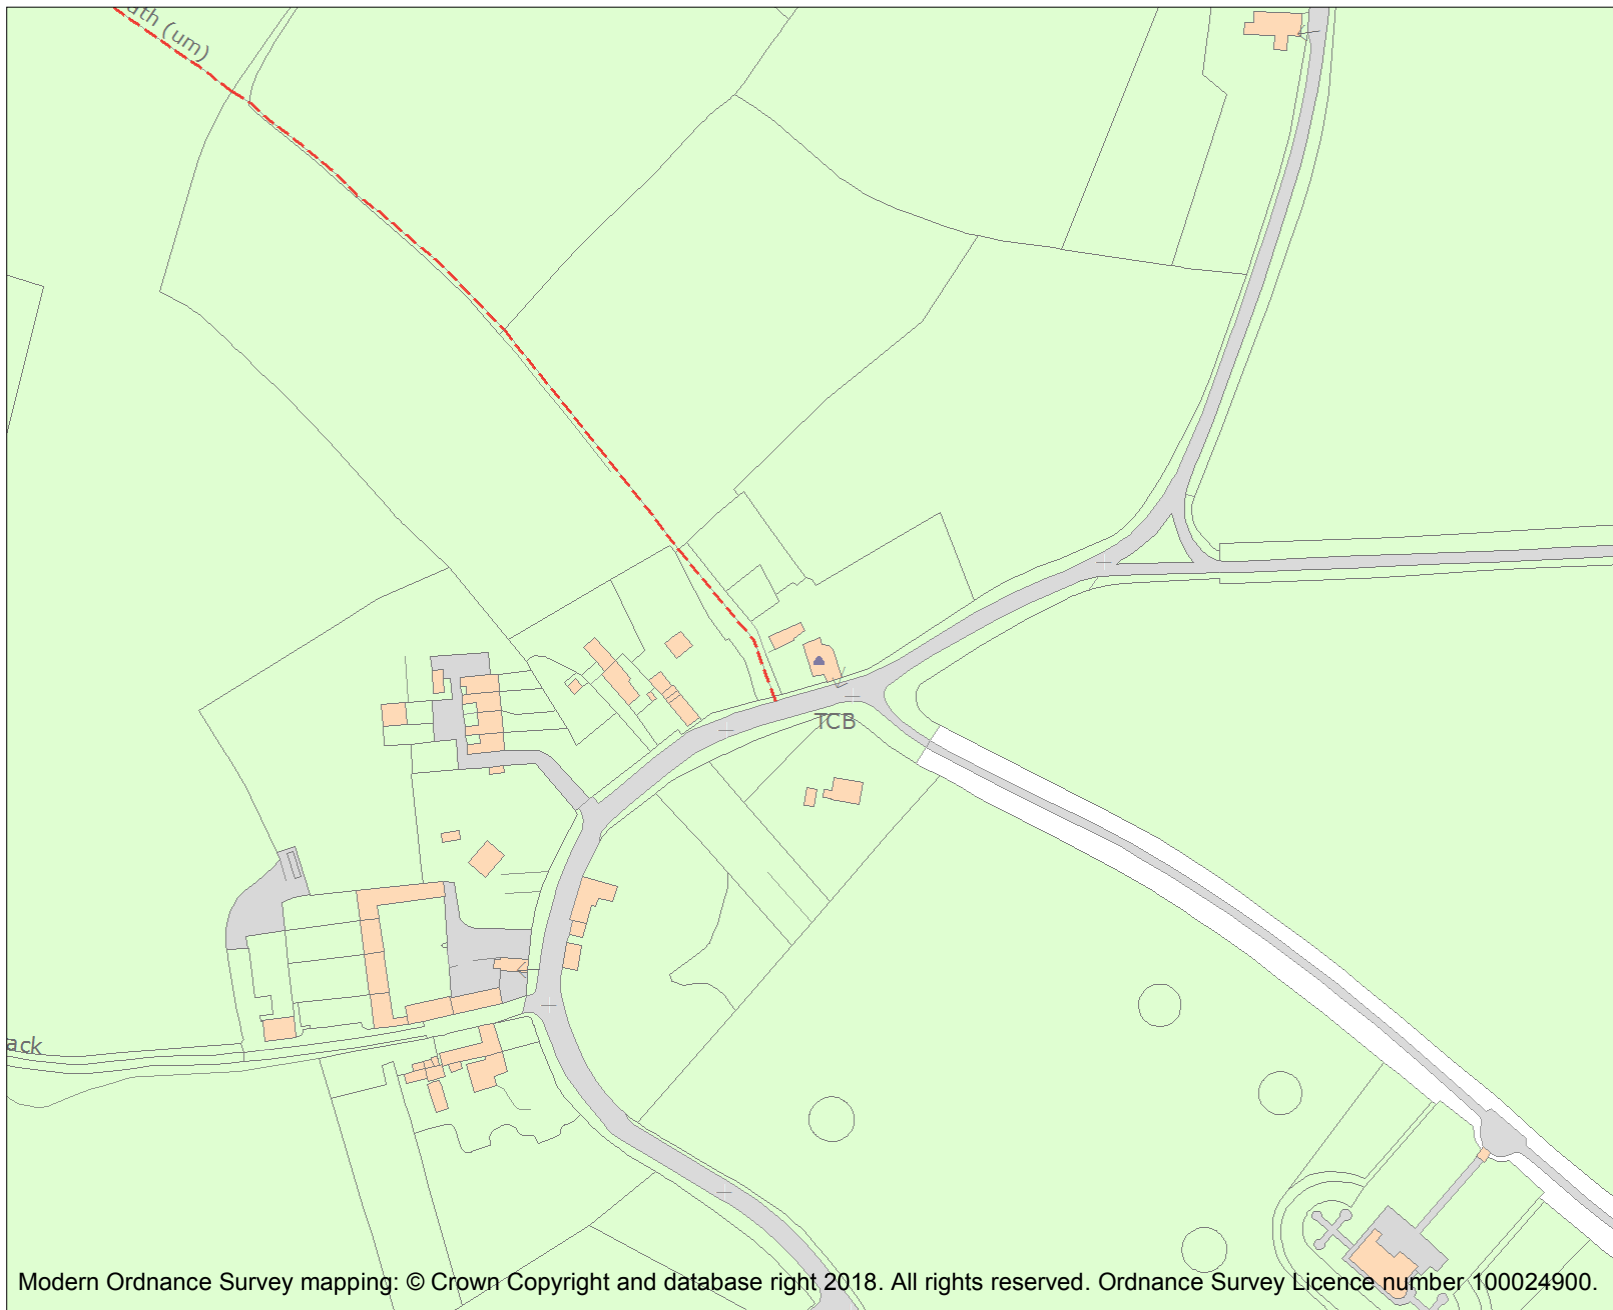 ath (um)
TCB
ack
Modern Ordnance Survey mapping: © Crown Copyright and database right 2018. All rights reserved. Ordnance Survey Licence number 100024900.